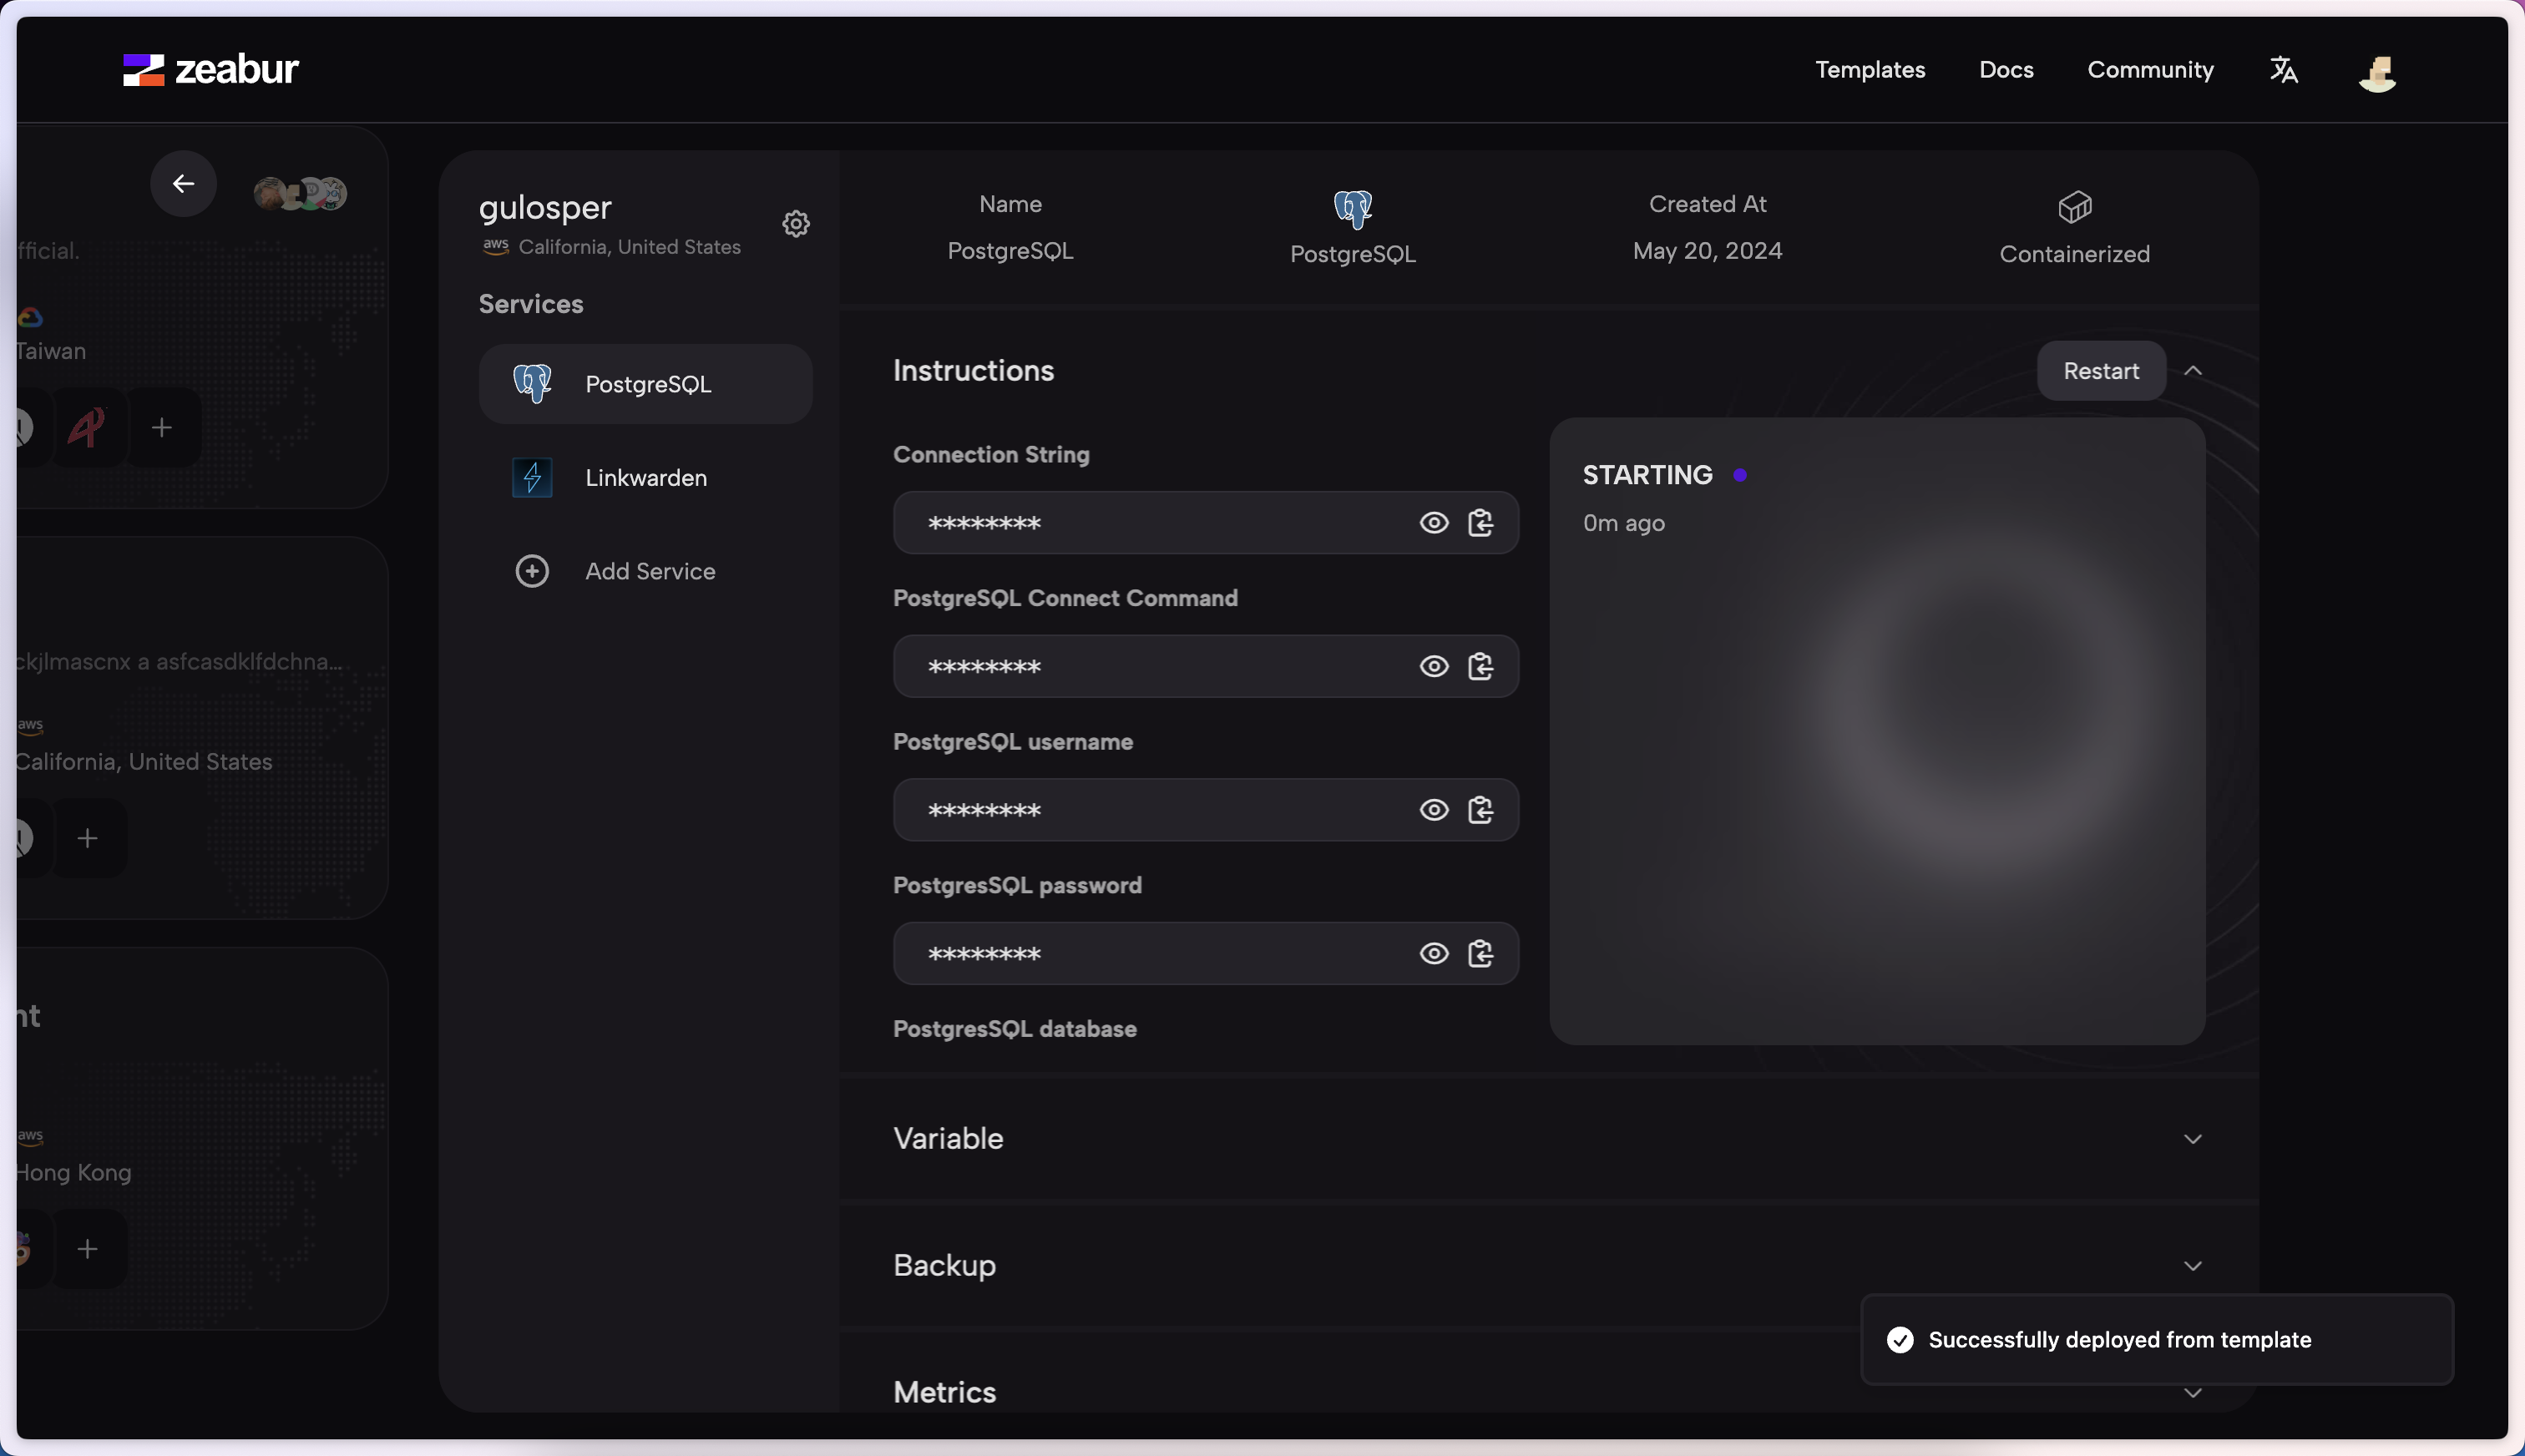 zeabur
Templates
Docs
Community
fficial.
Taiwan
ckjlmascnx a asfcasdklfdchna...
aws
California, United States
nt
aws
Hong Kong
gulosper
aws California, United States
Services
PostgreSQL
Linkwarden
Add Service
Name
PostgreSQL
PostgreSQL
Created At
May 20, 2024
Containerized
Instructions
Restart
Connection String
********
PostgreSQL Connect Command
********
PostgreSQL username
********
PostgresSQL password
********
PostgresSQL database
STARTING
0m ago
Variable
Backup
Metrics
Successfully deployed from template